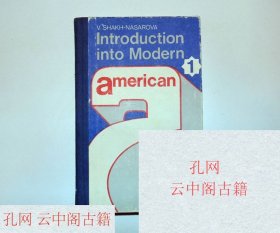 V. SHAKH-NASAROVA
Introduction
into Modern
1
american
孔网
云中阁古籍
孔网 云中阁古籍